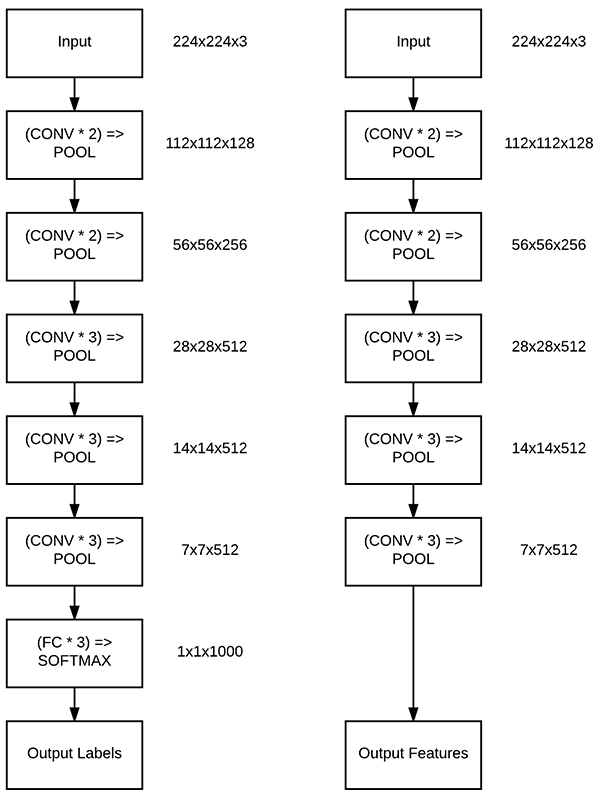 Input
224x224x3
(CONV * 2) =>
POOL
112x112x128
(CONV * 2) =>
POOL
56x56x256
(CONV * 3) =>
POOL
28x28x512
(CONV * 3) =>
POOL
14x14x512
(CONV * 3) =>
POOL
7x7x512
(FC * 3) =>
SOFTMAX
1x1x1000
Output Labels
Input
224x224x3
(CONV * 2) =>
POOL
112x112x128
(CONV * 2) =>
POOL
56x56x256
(CONV * 3) =>
POOL
28x28x512
(CONV * 3) =>
POOL
14x14x512
(CONV * 3) =>
POOL
7x7x512
Output Features